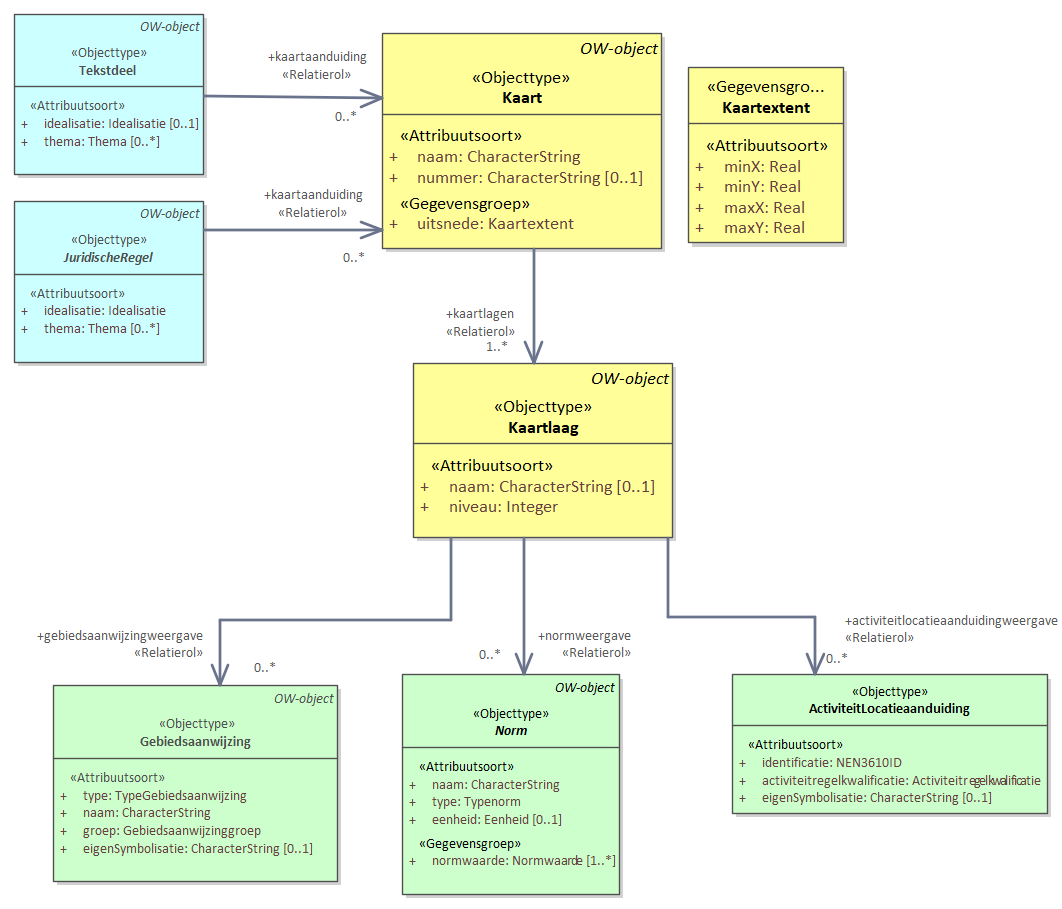 OW-object
«Objecttype»
Tekstdeel
«Attribuutsoort»
+ idealisatie: Idealisatie [0..1]
+ thema: Thema [0..*]
+kaartaanduiding
«Relatierol»
0..*
OW-object
«Objecttype»
Kaart
«Attribuutsoort»
+ naam: CharacterString
+ nummer: CharacterString [0..1]
«Gegevensgroep»
+ uitsnede: Kaartextent
«Gegevensgro...
Kaartextent
«Attribuutsoort»
+ minX: Real
+ minY: Real
+ maxX: Real
+ maxY: Real
OW-object
«Objecttype»
JuridischeRegel
«Attribuutsoort»
+ idealisatie: Idealisatie
+ thema: Thema [0..*]
+kaartaanduiding
«Relatierol»
0..*
+kaartlagen
«Relatierol»
1..*
OW-object
«Objecttype»
Kaartlaag
«Attribuutsoort»
+ naam: CharacterString [0..1]
+ niveau: Integer
+gebiedsaanwijzingweergave
«Relatierol»
0..*
+normweergave
«Relatierol»
0..*
+activiteitlocatieaanduidingweergave
«Relatierol»
0..*
OW-object
«Objecttype»
Gebiedsaanwijzing
«Attribuutsoort»
+ type: TypeGebiedsaanwijzing
+ naam: CharacterString
+ groep: Gebiedsaanwijzinggroep
+ eigenSymbolisatie: CharacterString [0..1]
OW-object
«Objecttype»
Norm
«Attribuutsoort»
+ naam: CharacterString
+ type: Typenorm
+ eenheid: Eenheid [0..1]
«Gegevensgroep»
+ normwaarde: Normwaarde [1..*]
«Objecttype»
ActiviteitLocatieaanduiding
«Attribuutsoort»
+ identificatie: NEN3610ID
+ activiteitregelkwalificatie: Activiteitregelkwalificatie
+ eigenSymbolisatie: CharacterString [0..1]